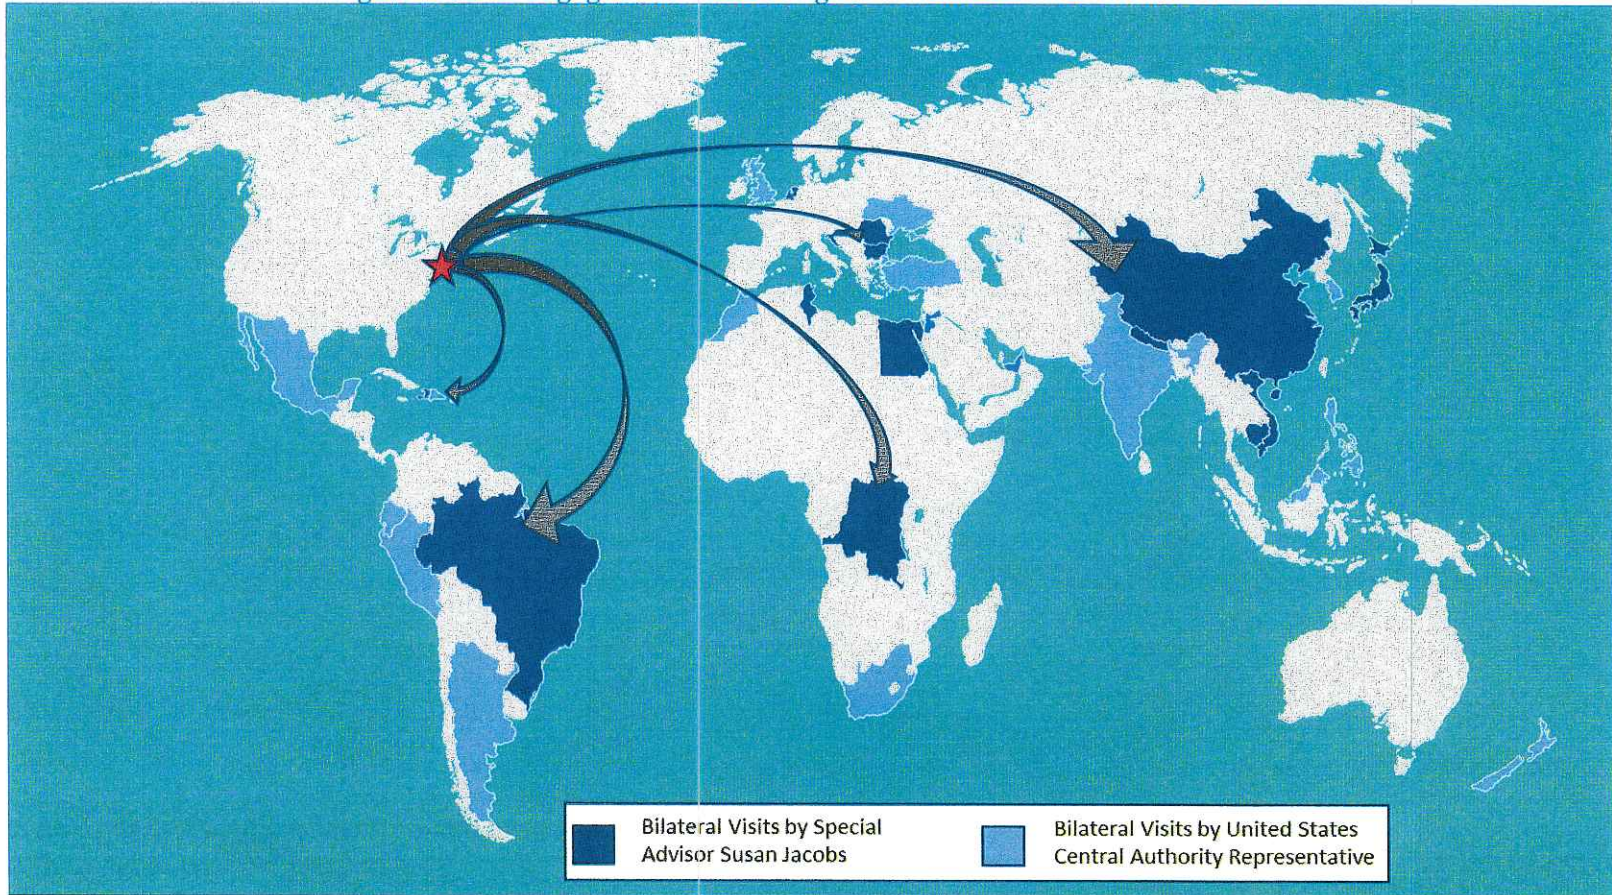 Bilateral Visits by Special
Advisor Susan Jacobs
Bilateral Visits by United States
Central Authority Representative